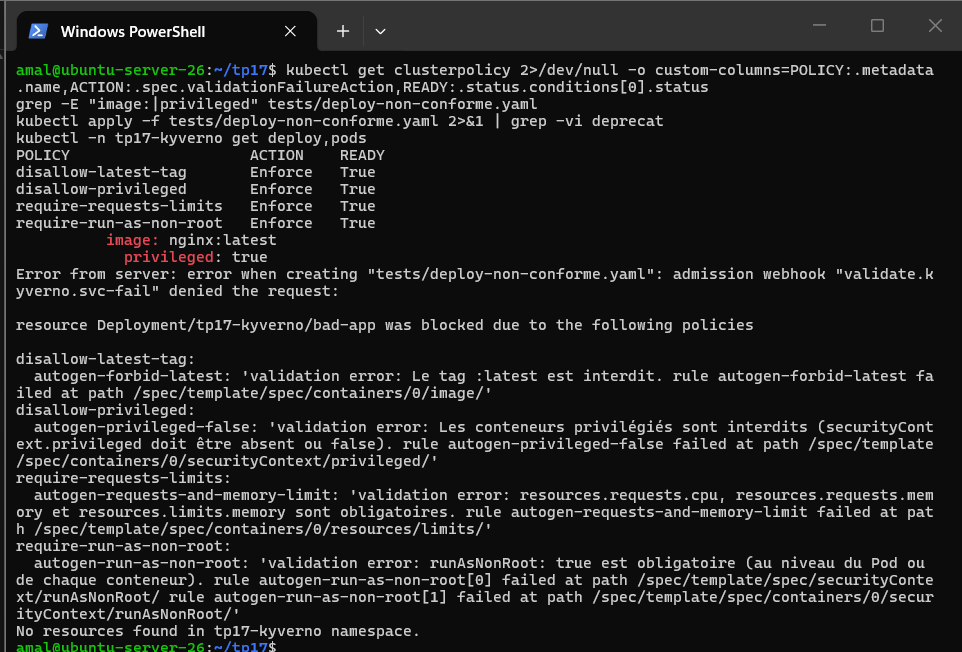 Windows PowerShell
amal@ubuntu-server-26:~/tp17$ kubectl get clusterpolicy 2>/dev/null -o custom-columns=POLICY:.metadata
.name,ACTION:.spec.validationFailureAction,READY:.status.conditions[0].status
grep -E "image:|privileged" tests/deploy-non-conforme.yaml
kubectl apply -f tests/deploy-non-conforme.yaml 2>&1 | grep -vi deprecat
kubectl -n tp17-kyverno get deploy,pods
POLICY                    ACTION    READY
disallow-latest-tag       Enforce   True
disallow-privileged       Enforce   True
require-requests-limits   Enforce   True
require-run-as-non-root   Enforce   True
          image: nginx:latest
            privileged: true
Error from server: error when creating "tests/deploy-non-conforme.yaml": admission webhook "validate.k
yverno.svc-fail" denied the request:

resource Deployment/tp17-kyverno/bad-app was blocked due to the following policies

disallow-latest-tag:
  autogen-forbid-latest: 'validation error: Le tag :latest est interdit. rule autogen-forbid-latest fa
iled at path /spec/template/spec/containers/0/image/'
disallow-privileged:
  autogen-privileged-false: 'validation error: Les conteneurs privilégiés sont interdits (securityCont
ext.privileged doit être absent ou false). rule autogen-privileged-false failed at path /spec/template
/spec/containers/0/securityContext/privileged/'
require-requests-limits:
  autogen-requests-and-memory-limit: 'validation error: resources.requests.cpu, resources.requests.mem
ory et resources.limits.memory sont obligatoires. rule autogen-requests-and-memory-limit failed at pat
h /spec/template/spec/containers/0/resources/limits/'
require-run-as-non-root:
  autogen-run-as-non-root: 'validation error: runAsNonRoot: true est obligatoire (au niveau du Pod ou
de chaque conteneur). rule autogen-run-as-non-root[0] failed at path /spec/template/spec/securityConte
xt/runAsNonRoot/ rule autogen-run-as-non-root[1] failed at path /spec/template/spec/containers/0/secur
ityContext/runAsNonRoot/'
No resources found in tp17-kyverno namespace.
amal@ubuntu-server-26:~/tp17$